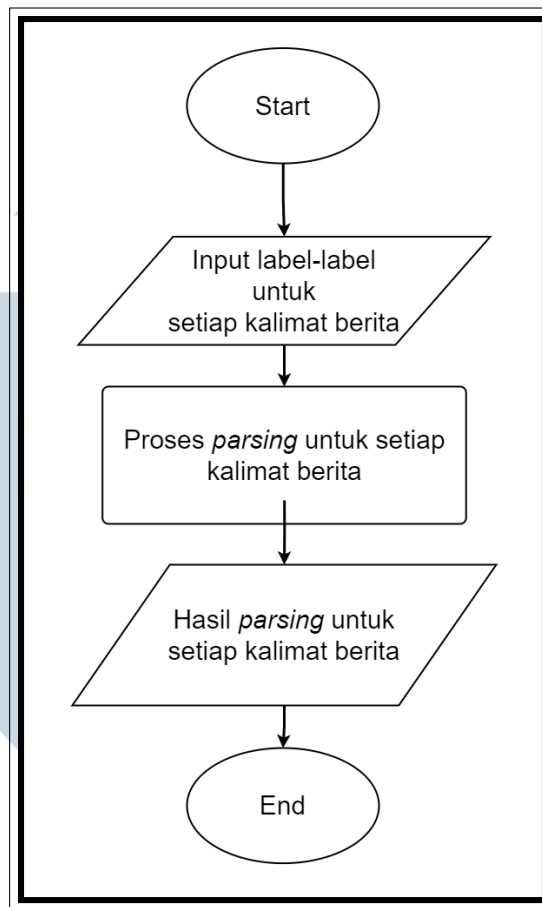 Start
Input label-label
untuk
setiap kalimat berita
Proses parsing untuk setiap
kalimat berita
Hasil parsing untuk
setiap kalimat berita
End